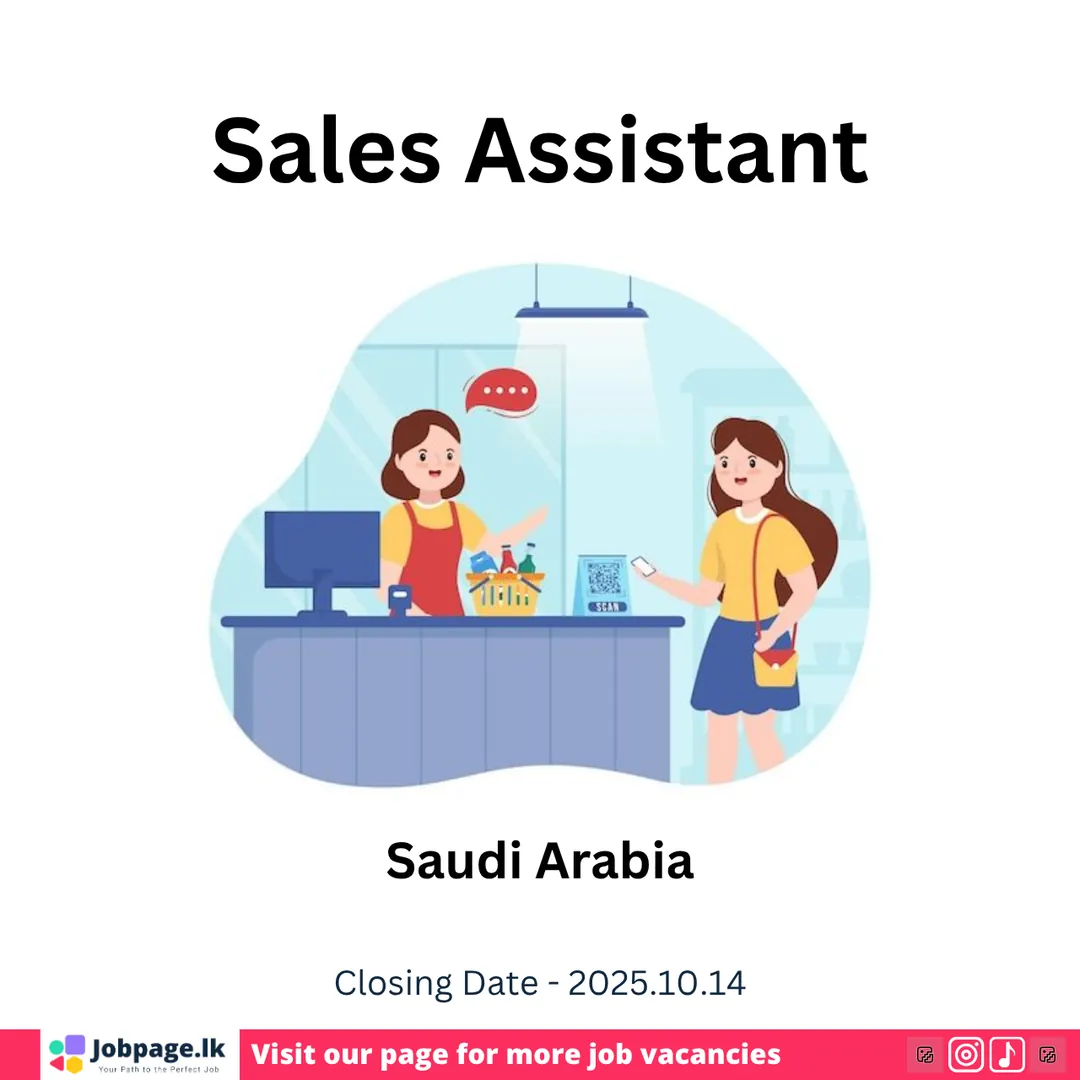 Sales Assistant
SCAN
Saudi Arabia
Closing Date - 2025.10.14
Jobpage.lk
Your Path to the Perfect Job
Visit our page for more job vacancies